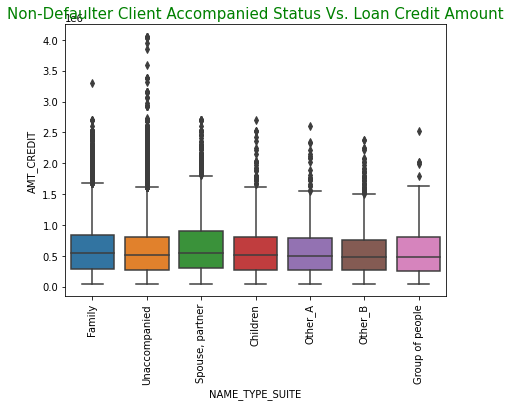 Non-Defaulter Client Accompanied Status Vs. Loan Credit Amount
1e6
4.0
3.5
3.0
2.5
2.0
1.5
1.0
0.5
0.0
AMT_CREDIT
Family
Unaccompanied
Spouse, partner
Children
Other_A
Other_B
Group of people
NAME_TYPE_SUITE